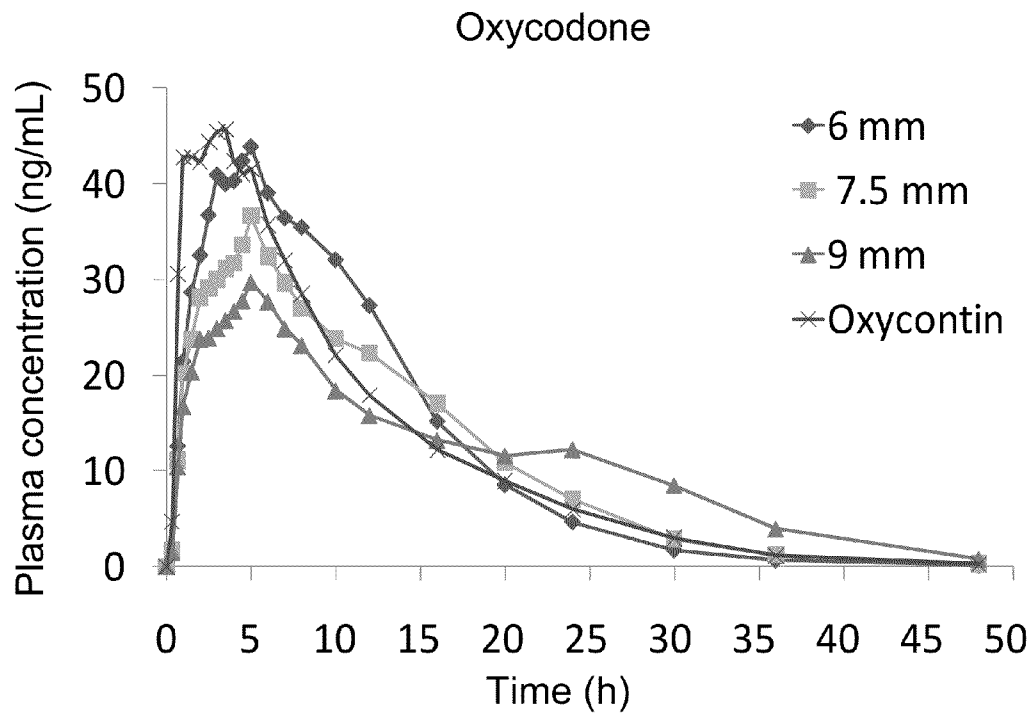 Oxycodone
Plasma concentration (ng/mL)
50
40
30
20
10
0
6 mm
7.5 mm
9 mm
Oxycontin
0 5 10 15 20 25 30 35 40 45 50
Time (h)